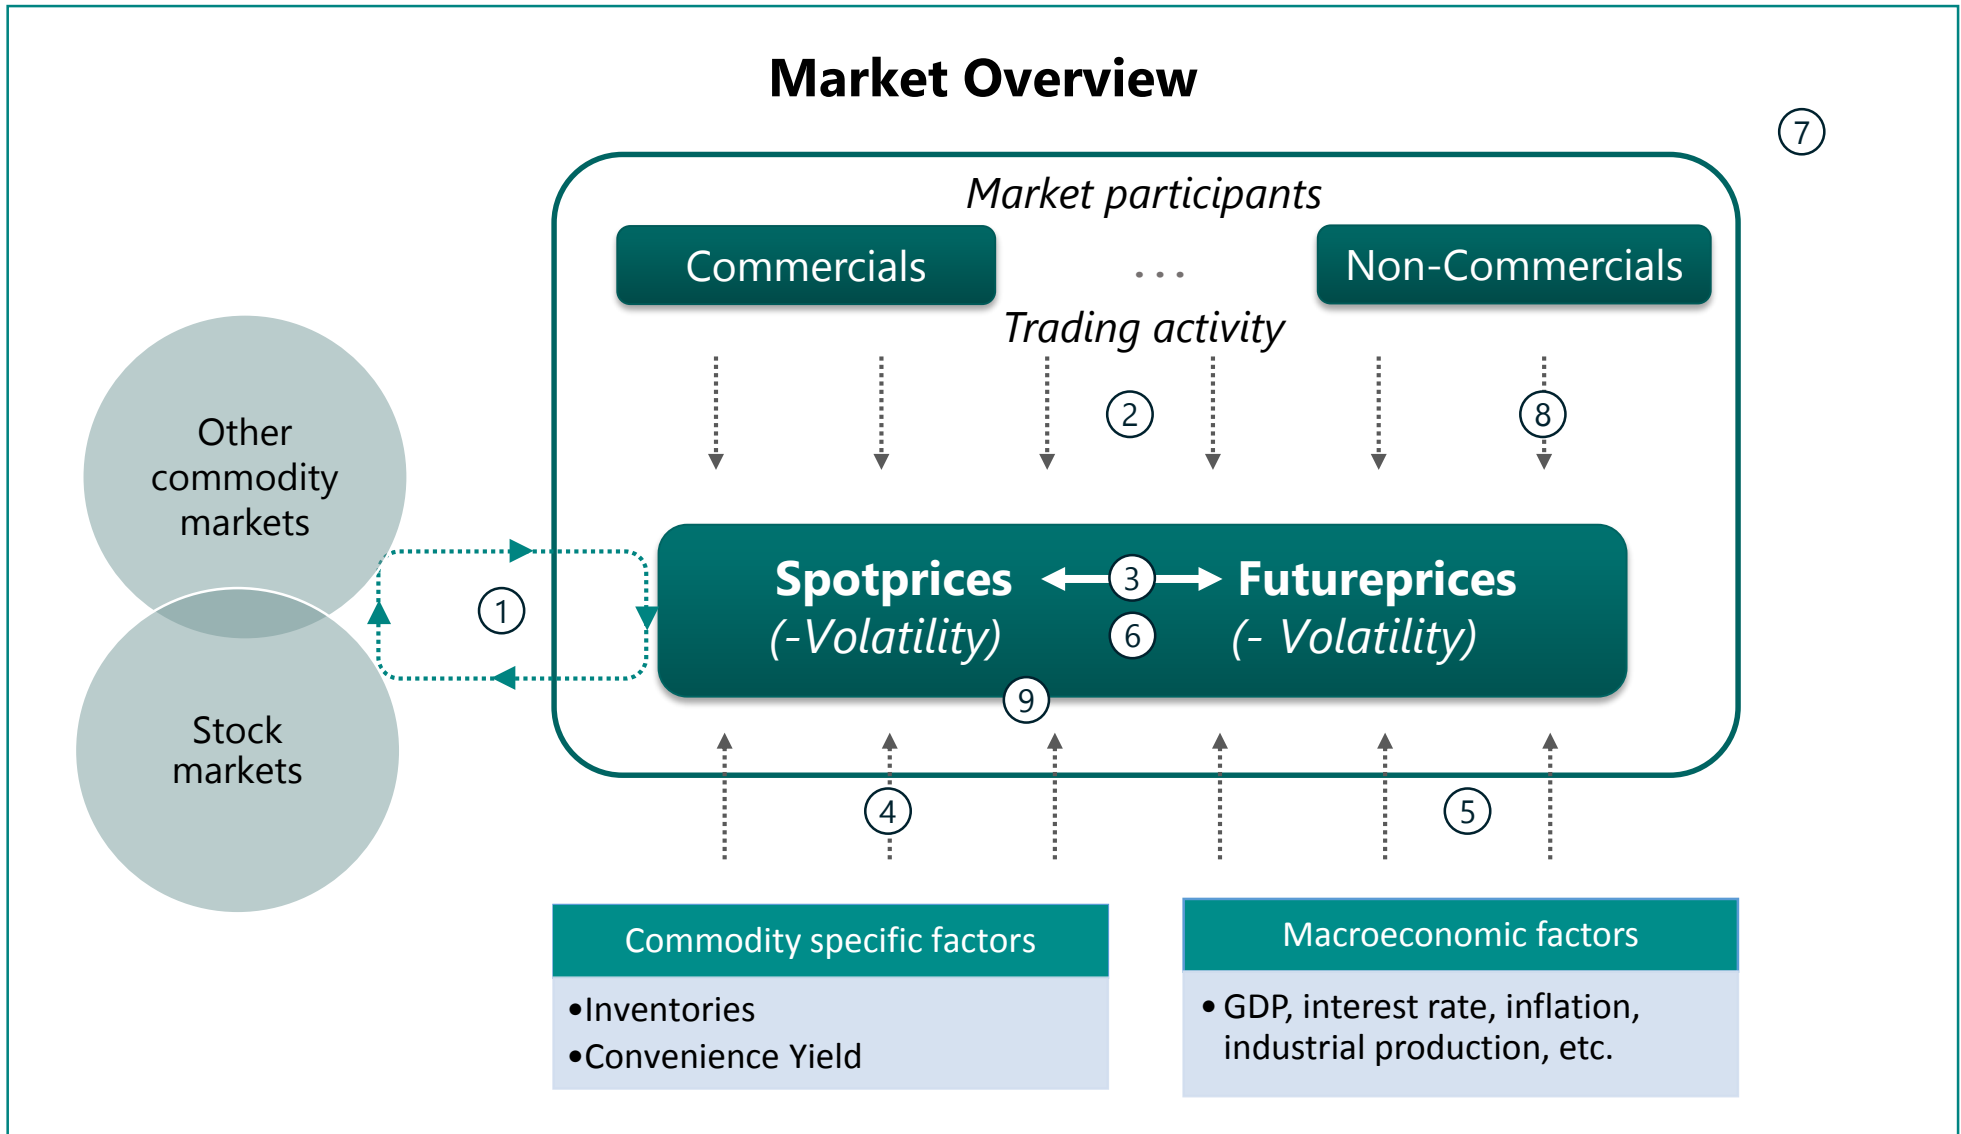 Market Overview
7
Market participants
Commercials
...
Non-Commercials
Trading activity
2
8
Other
commodity
markets
1
Spotprices
3
Futureprices
(-Volatility)
6
(- Volatility)
9
Stock
markets
4
5
Commodity specific factors
•Inventories
•Convenience Yield
Macroeconomic factors
• GDP, interest rate, inflation,
industrial production, etc.